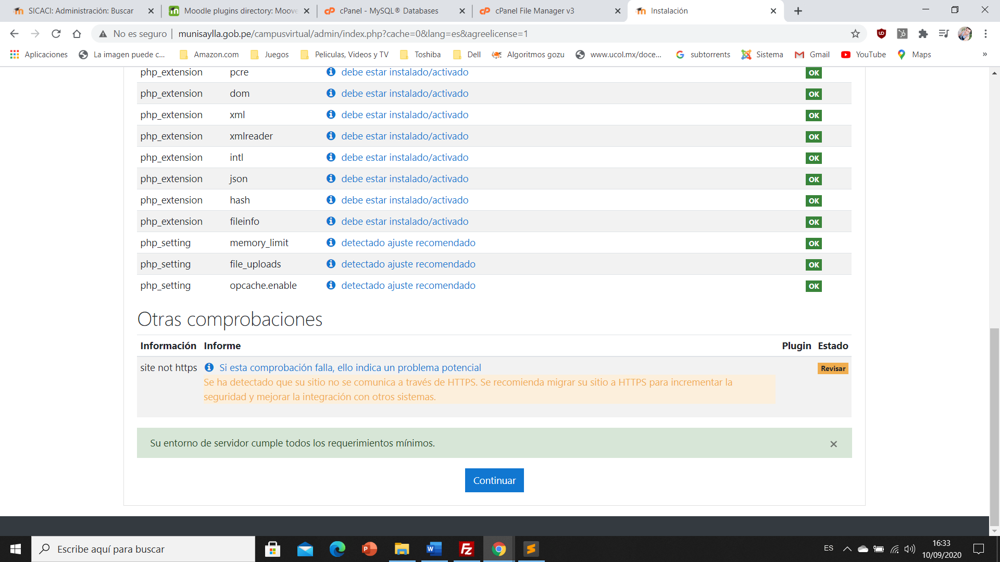 SICACI: Administración: Buscar
Moodle plugins directory: Moove
cPanel - MySQL® Databases
cPanel File Manager v3
Instalación
No es seguro munisaylla.gob.pe/campusvirtual/admin/index.php?cache=0&lang=es&agreelicense=1
Aplicaciones La imagen puede c... Amazon.com Juegos Peliculas, Videos y TV Toshiba Dell Algoritmos gozu www.ucol.mx/doce... subtorrents Sistema Gmail YouTube Maps »
php_extension pcre debe estar instalado/activado OK
php_extension dom debe estar instalado/activado OK
php_extension xml debe estar instalado/activado OK
php_extension xmlreader debe estar instalado/activado OK
php_extension intl debe estar instalado/activado OK
php_extension json debe estar instalado/activado OK
php_extension hash debe estar instalado/activado OK
php_extension fileinfo debe estar instalado/activado OK
php_setting memory_limit detectado ajuste recomendado OK
php_setting file_uploads detectado ajuste recomendado OK
php_setting opcache.enable detectado ajuste recomendado OK
Otras comprobaciones
Información Informe Plugin Estado
site not https Si esta comprobación falla, ello indica un problema potencial Revisar
Se ha detectado que su sitio no se comunica a través de HTTPS. Se recomienda migrar su sitio a HTTPS para incrementar la
seguridad y mejorar la integración con otros sistemas.
Su entorno de servidor cumple todos los requerimientos mínimos. ×
Continuar
Escribe aquí para buscar
ES
16:33
10/09/2020